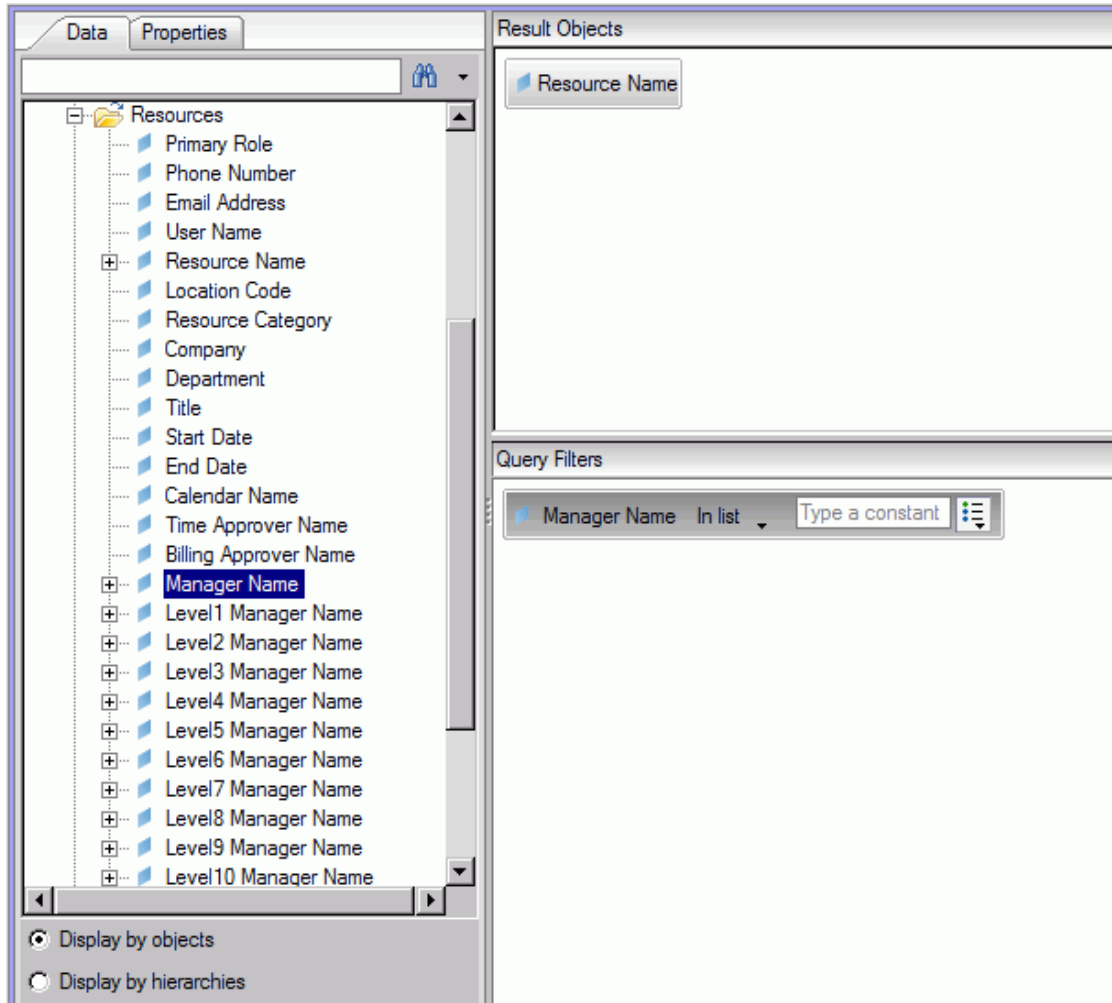 Data
Properties
Resources
Primary Role
Phone Number
Email Address
User Name
Resource Name
Location Code
Resource Category
Company
Department
Title
Start Date
End Date
Calendar Name
Time Approver Name
Billing Approver Name
Manager Name
Level1 Manager Name
Level2 Manager Name
Level3 Manager Name
Level4 Manager Name
Level5 Manager Name
Level6 Manager Name
Level7 Manager Name
Level8 Manager Name
Level9 Manager Name
Level10 Manager Name
Display by objects
Display by hierarchies
Result Objects
Resource Name
Query Filters
Manager Name In list Type a constant